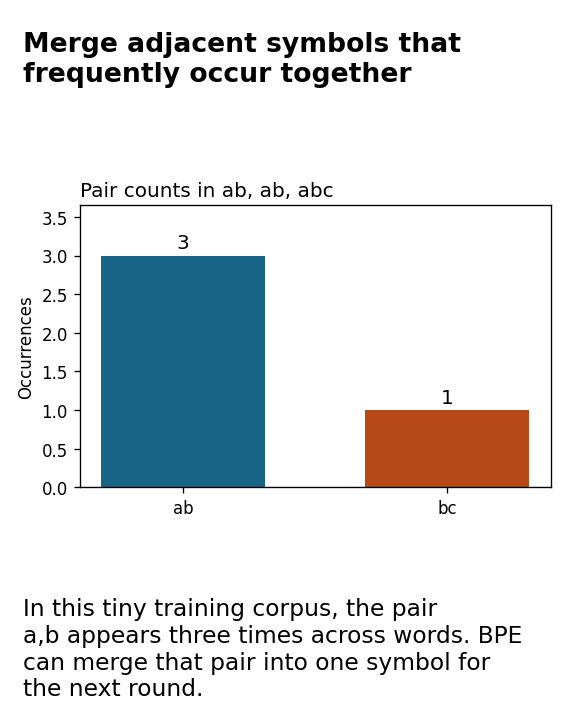 Merge adjacent symbols that
frequently occur together
Pair counts in ab, ab, abc
3.5
3.0
2.5
2.0
1.5
1.0
0.5
0.0
Occurrences
3
1
ab
bc
In this tiny training corpus, the pair
a,b appears three times across words. BPE
can merge that pair into one symbol for
the next round.